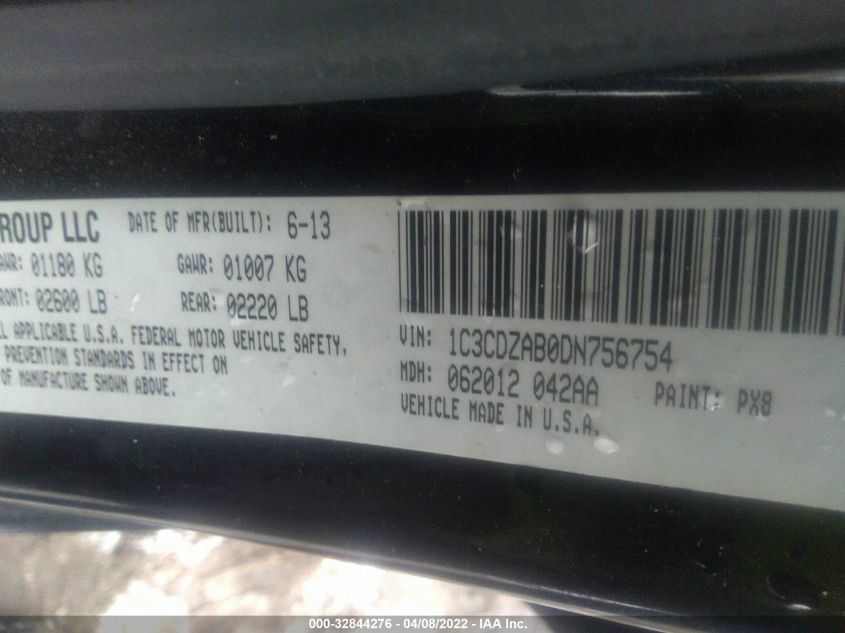 ROUP LLC DATE OF MFR(BUILT): 6-13
AWR: 01180 KG GAWR: 01007 KG
RONT: 02600 LB REAR: 02220 LB
L APPLICABLE U.S.A. FEDERAL MOTOR VEHICLE SAFETY,
PREVENTION STANDARDS IN EFFECT ON
OF MANUFACTURE SHOWN ABOVE.
VIN: 1C3CDZAB0DN756754
MDH: 062012 042AA PAINT: PX8
VEHICLE MADE IN U.S.A.
000-32844276 - 04/08/2022 - IAA Inc.